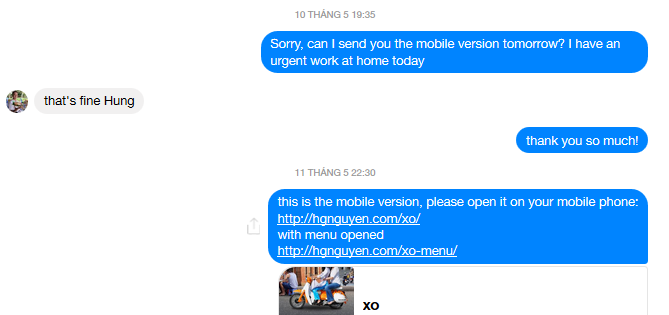 10 THÁNG 5 19:35
Sorry, can I send you the mobile version tomorrow? I have an
urgent work at home today
that's fine Hung
thank you so much!
11 THÁNG 5 22:30
this is the mobile version, please open it on your mobile phone:
http://hgnguyen.com/xo/
with menu opened
http://hgnguyen.com/xo-menu/
xo